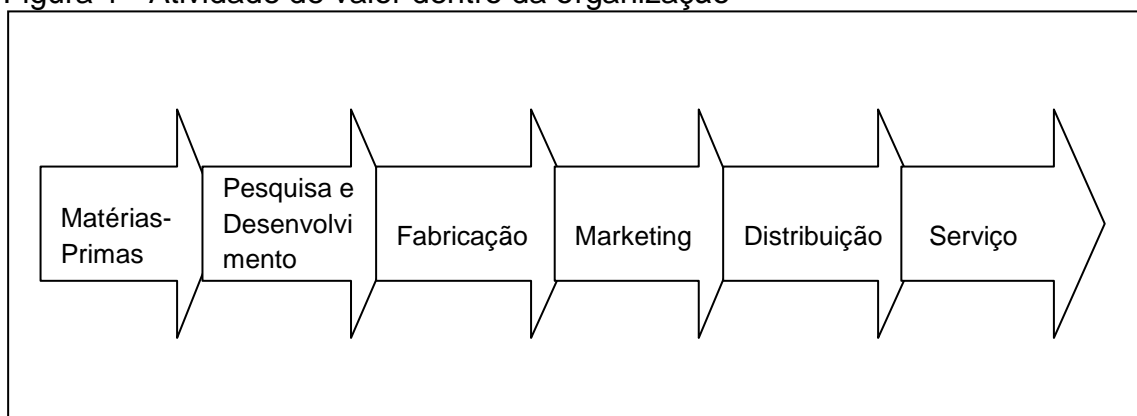 Figura 1 - Atividade de valor dentro da organização
Matérias-
Primas
Pesquisa e
Desenvolvi
mento
Fabricação
Marketing
Distribuição
Serviço